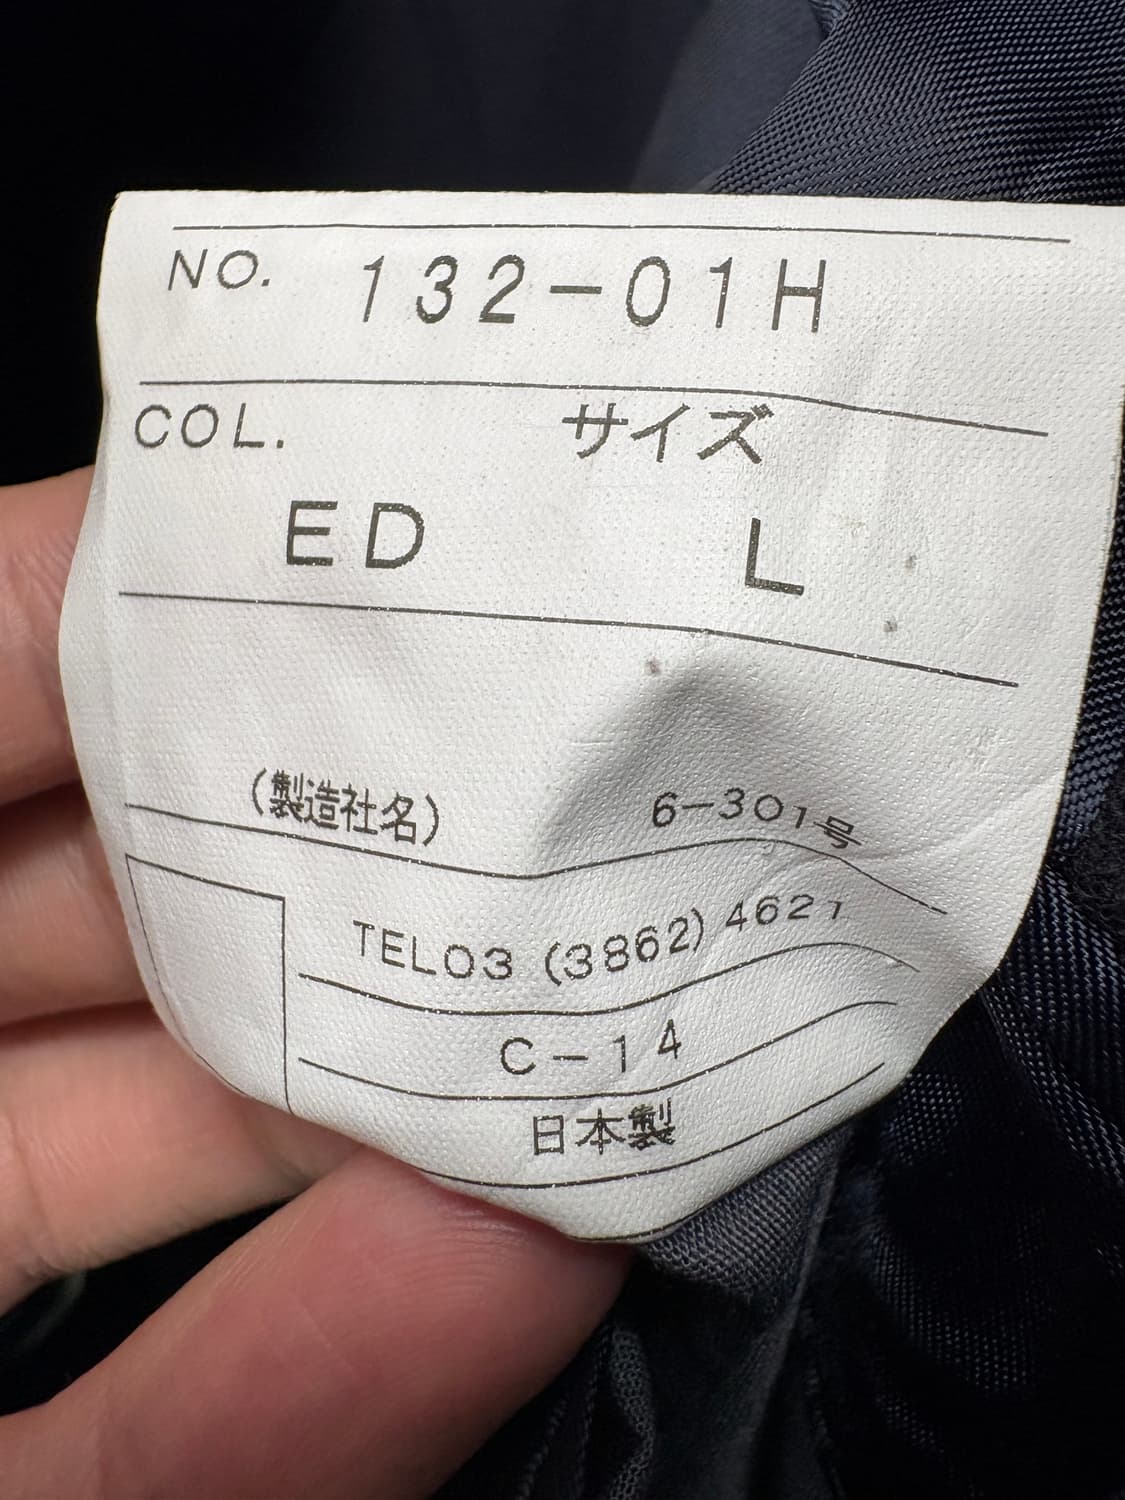 NO. 132-01H
COL. サイズ
ED L
(製造社名) 6-301号
TEL03 (3862) 4621
C-14
日本製